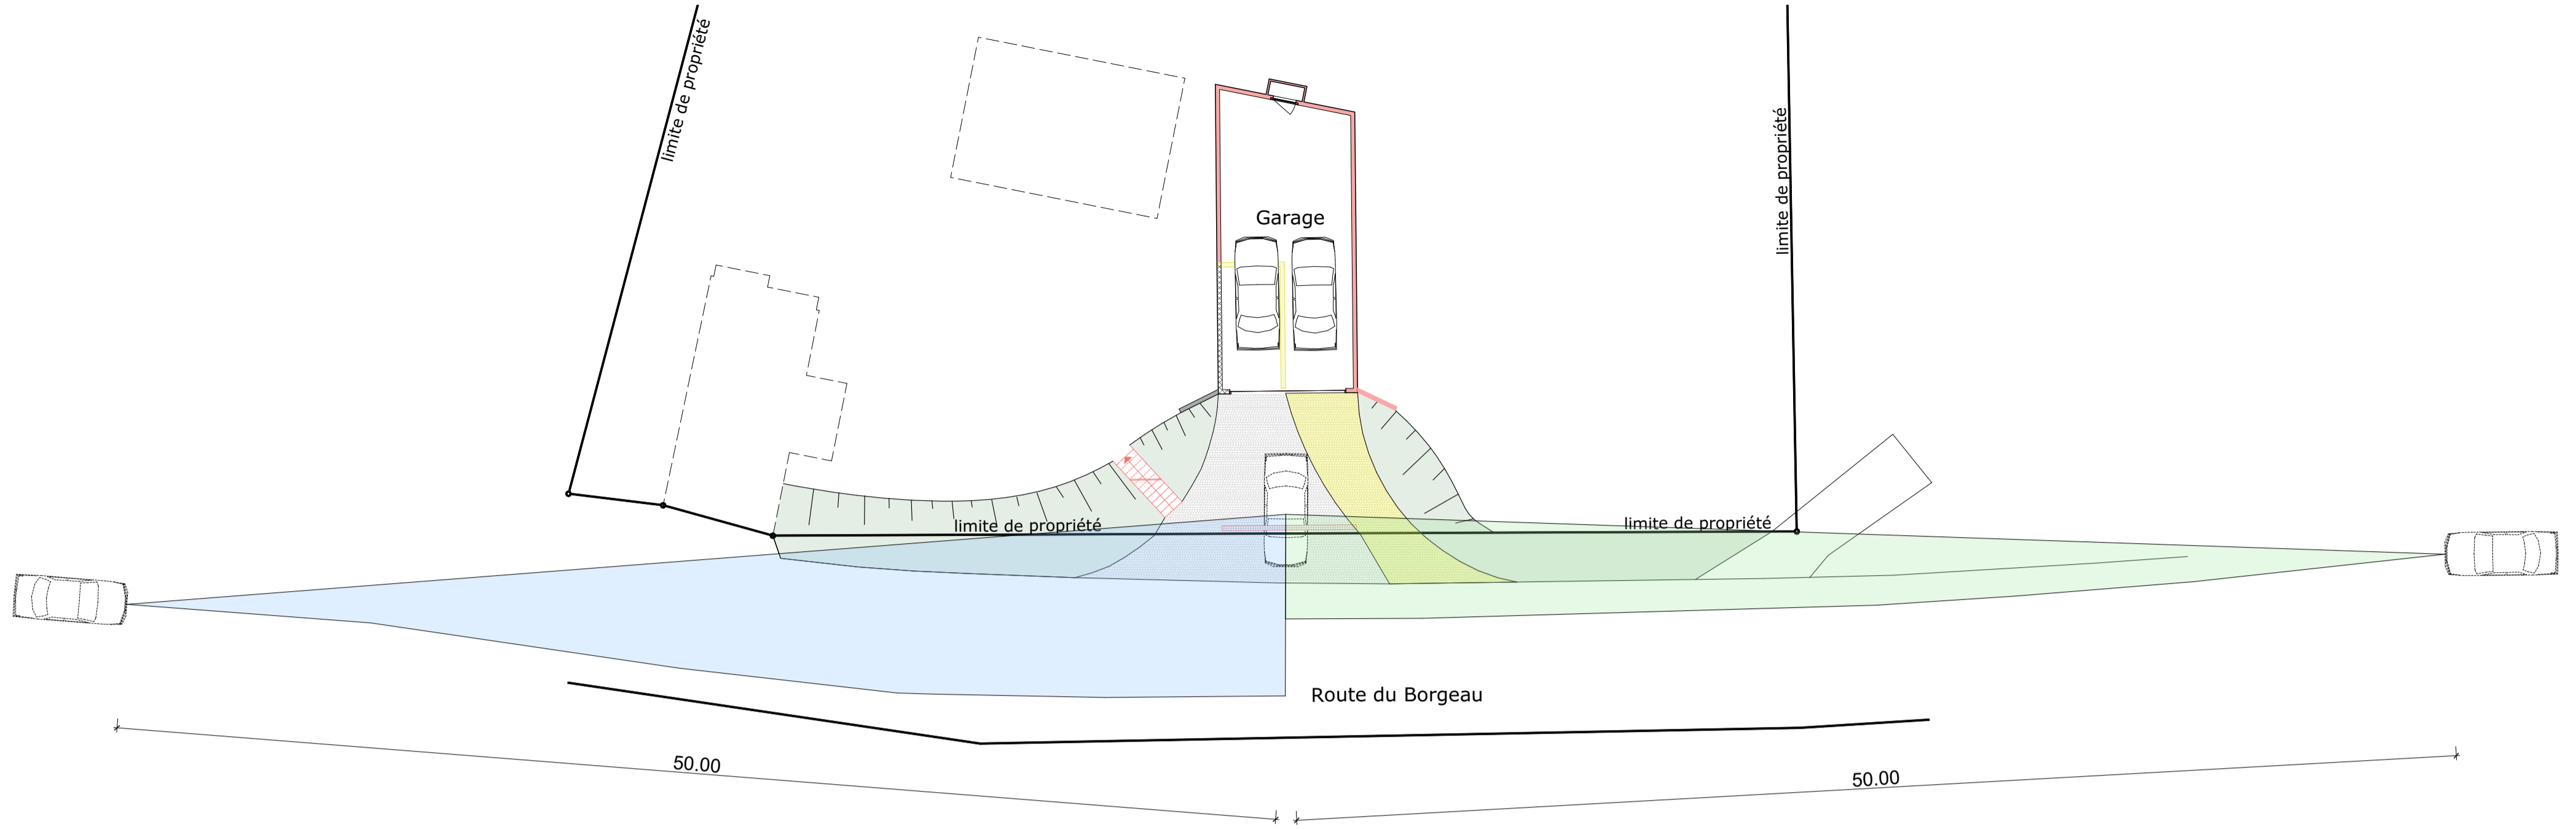 limite de propriété
limite de propriété
Garage
limite de propriété
limite de propriété
Route du Borgeau
50.00
50.00